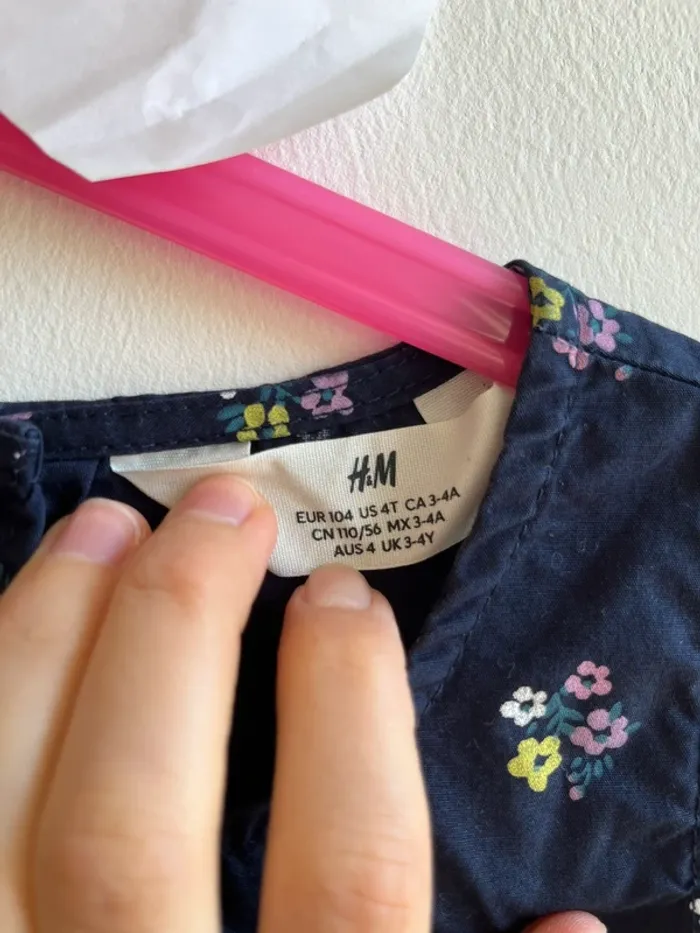 H&M
EUR 104 US 4T CA 3-4A
CN 110/56 MX 3-4A
AUS 4 UK 3-4Y